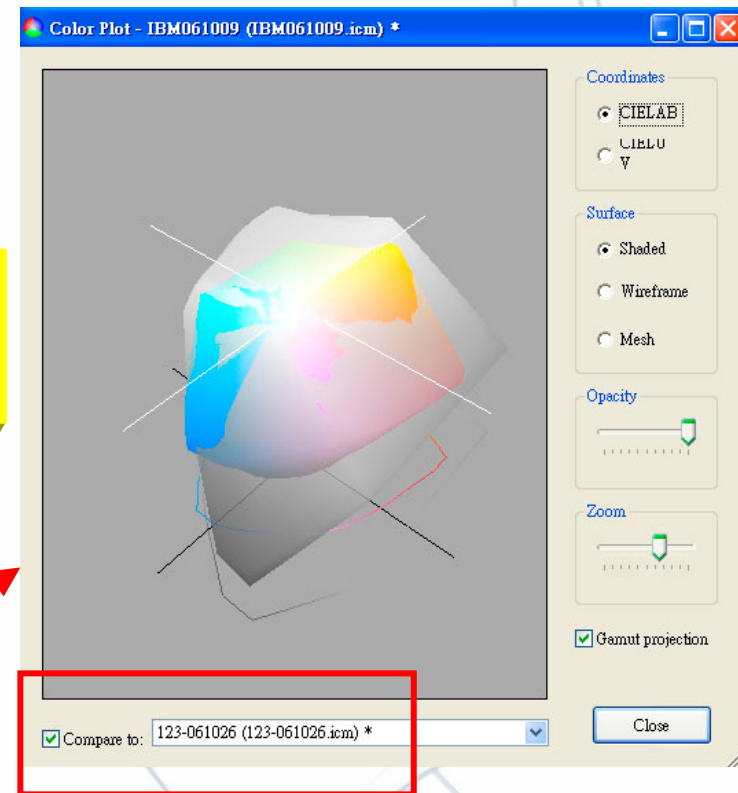 Color Plot - IBM061009 (IBM061009.icm) *
Coordinates
CIELAB
CIELU
V
Surface
Shaded
Wireframe
Mesh
Opacity
Zoom
Gamut projection
Compare to: 123-061026 (123-061026.icm) *
Close